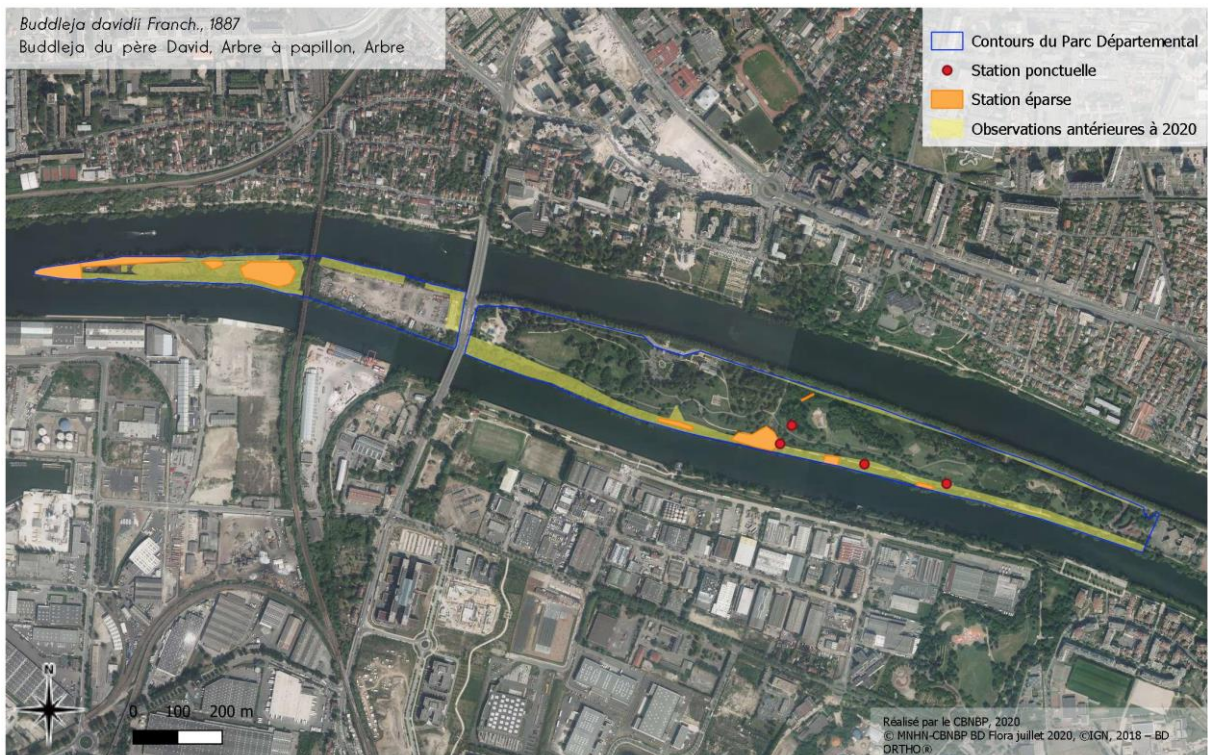 Buddleja davidii Franch., 1887
Buddleja du père David, Arbre à papillon, Arbre
Contours du Parc Départemental
Station ponctuelle
Station éparse
Observations antérieures à 2020
N
0 100 200 m
Réalisé par le CBNBP, 2020
© MNHN-CBNBP BD Flora juillet 2020, ©IGN, 2018 – BD
ORTHO ®